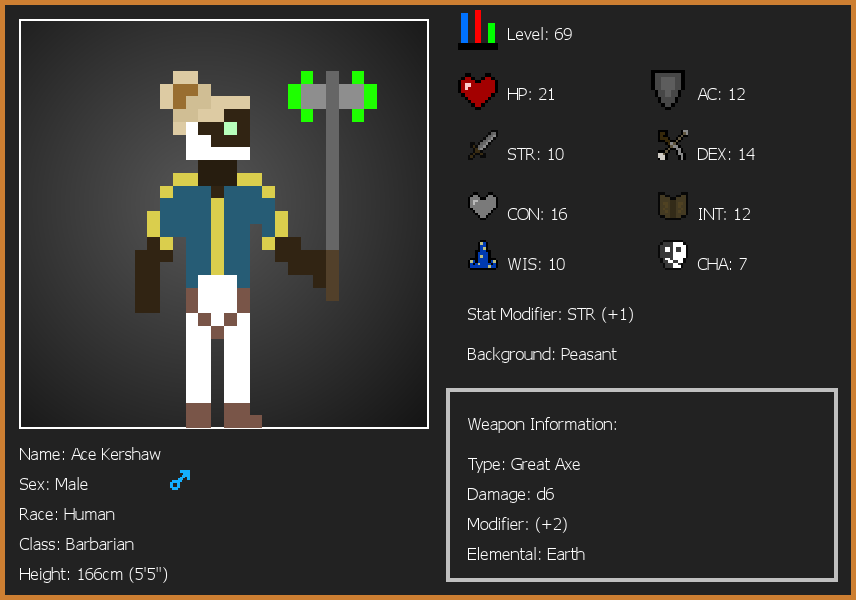 Level: 69
HP: 21
AC: 12
STR: 10
DEX: 14
CON: 16
INT: 12
WIS: 10
CHA: 7
Stat Modifier: STR (+1)
Background: Peasant
Weapon Information:
Type: Great Axe
Damage: d6
Modifier: (+2)
Elemental: Earth
Name: Ace Kershaw
Sex: Male
Race: Human
Class: Barbarian
Height: 166cm (5'5")